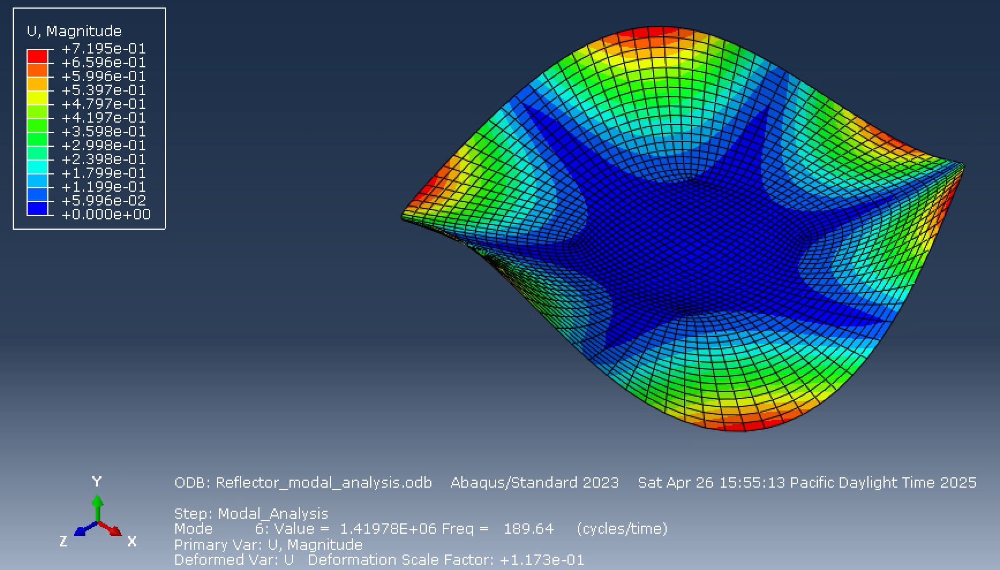 U, Magnitude
+7.195e-01
+6.596e-01
+5.996e-01
+5.397e-01
+4.797e-01
+4.197e-01
+3.598e-01
+2.998e-01
+2.398e-01
+1.799e-01
+1.199e-01
+5.996e-02
+0.000e+00
Y
Z X
ODB: Reflector_modal_analysis.odb Abaqus/Standard 2023 Sat Apr 26 15:55:13 Pacific Daylight Time 2025
Step: Modal_Analysis
Mode 6: Value = 1.41978E+06 Freq = 189.64 (cycles/time)
Primary Var: U, Magnitude
Deformed Var: U Deformation Scale Factor: +1.173e-01